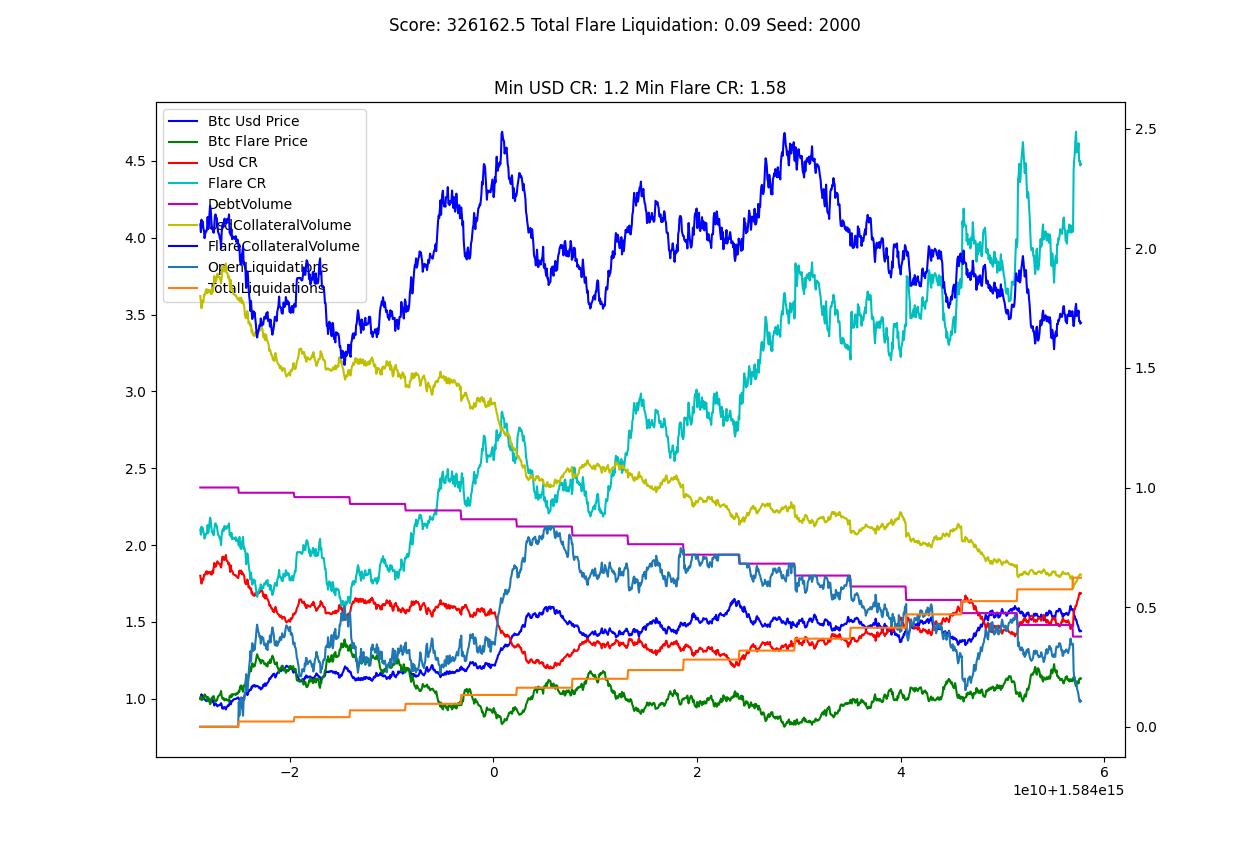 Score: 326162.5 Total Flare Liquidation: 0.09 Seed: 2000
Min USD CR: 1.2 Min Flare CR: 1.58
Btc Usd Price
Btc Flare Price
Usd CR
Flare CR
DebtVolume
UsdCollateralVolume
FlareCollateralVolume
OpenLiquidations
TotalLiquidations
4.5
4.0
3.5
3.0
2.5
2.0
1.5
1.0
2.5
2.0
1.5
1.0
0.5
0.0
−2
0
2
4
6
1e10+1.584e15